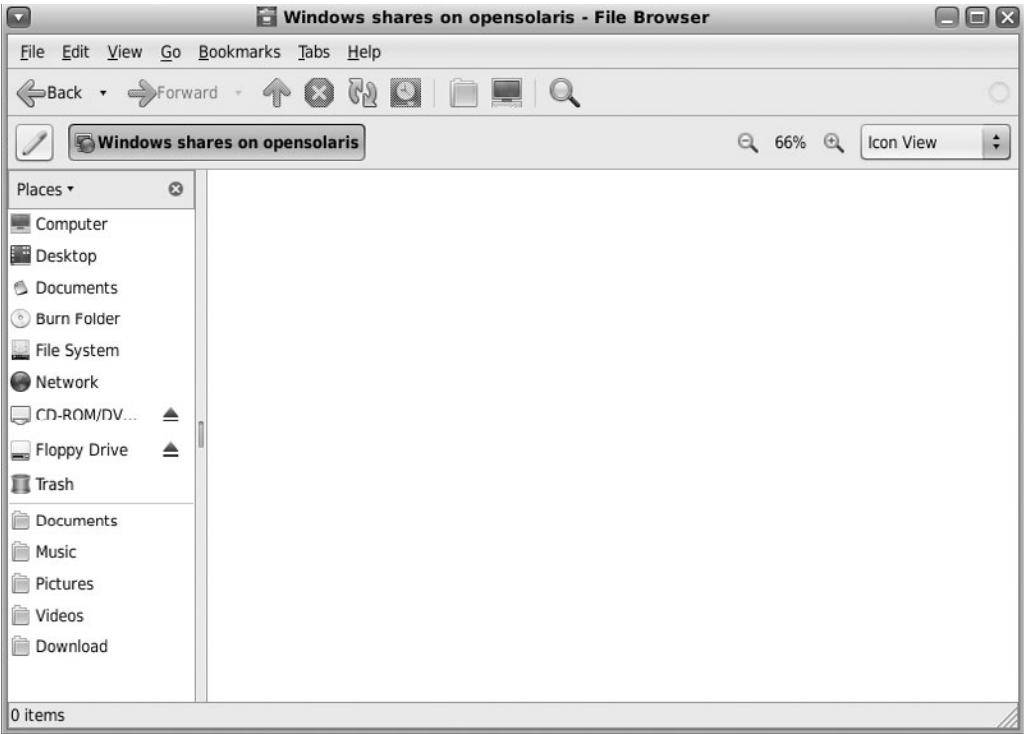 Windows shares on opensolaris - File Browser
File Edit View Go Bookmarks Tabs Help
Back Forward
Windows shares on opensolaris 66% Icon View
Places
Computer
Desktop
Documents
Burn Folder
File System
Network
CD-ROM/DV...
Floppy Drive
Trash
Documents
Music
Pictures
Videos
Download
0 items